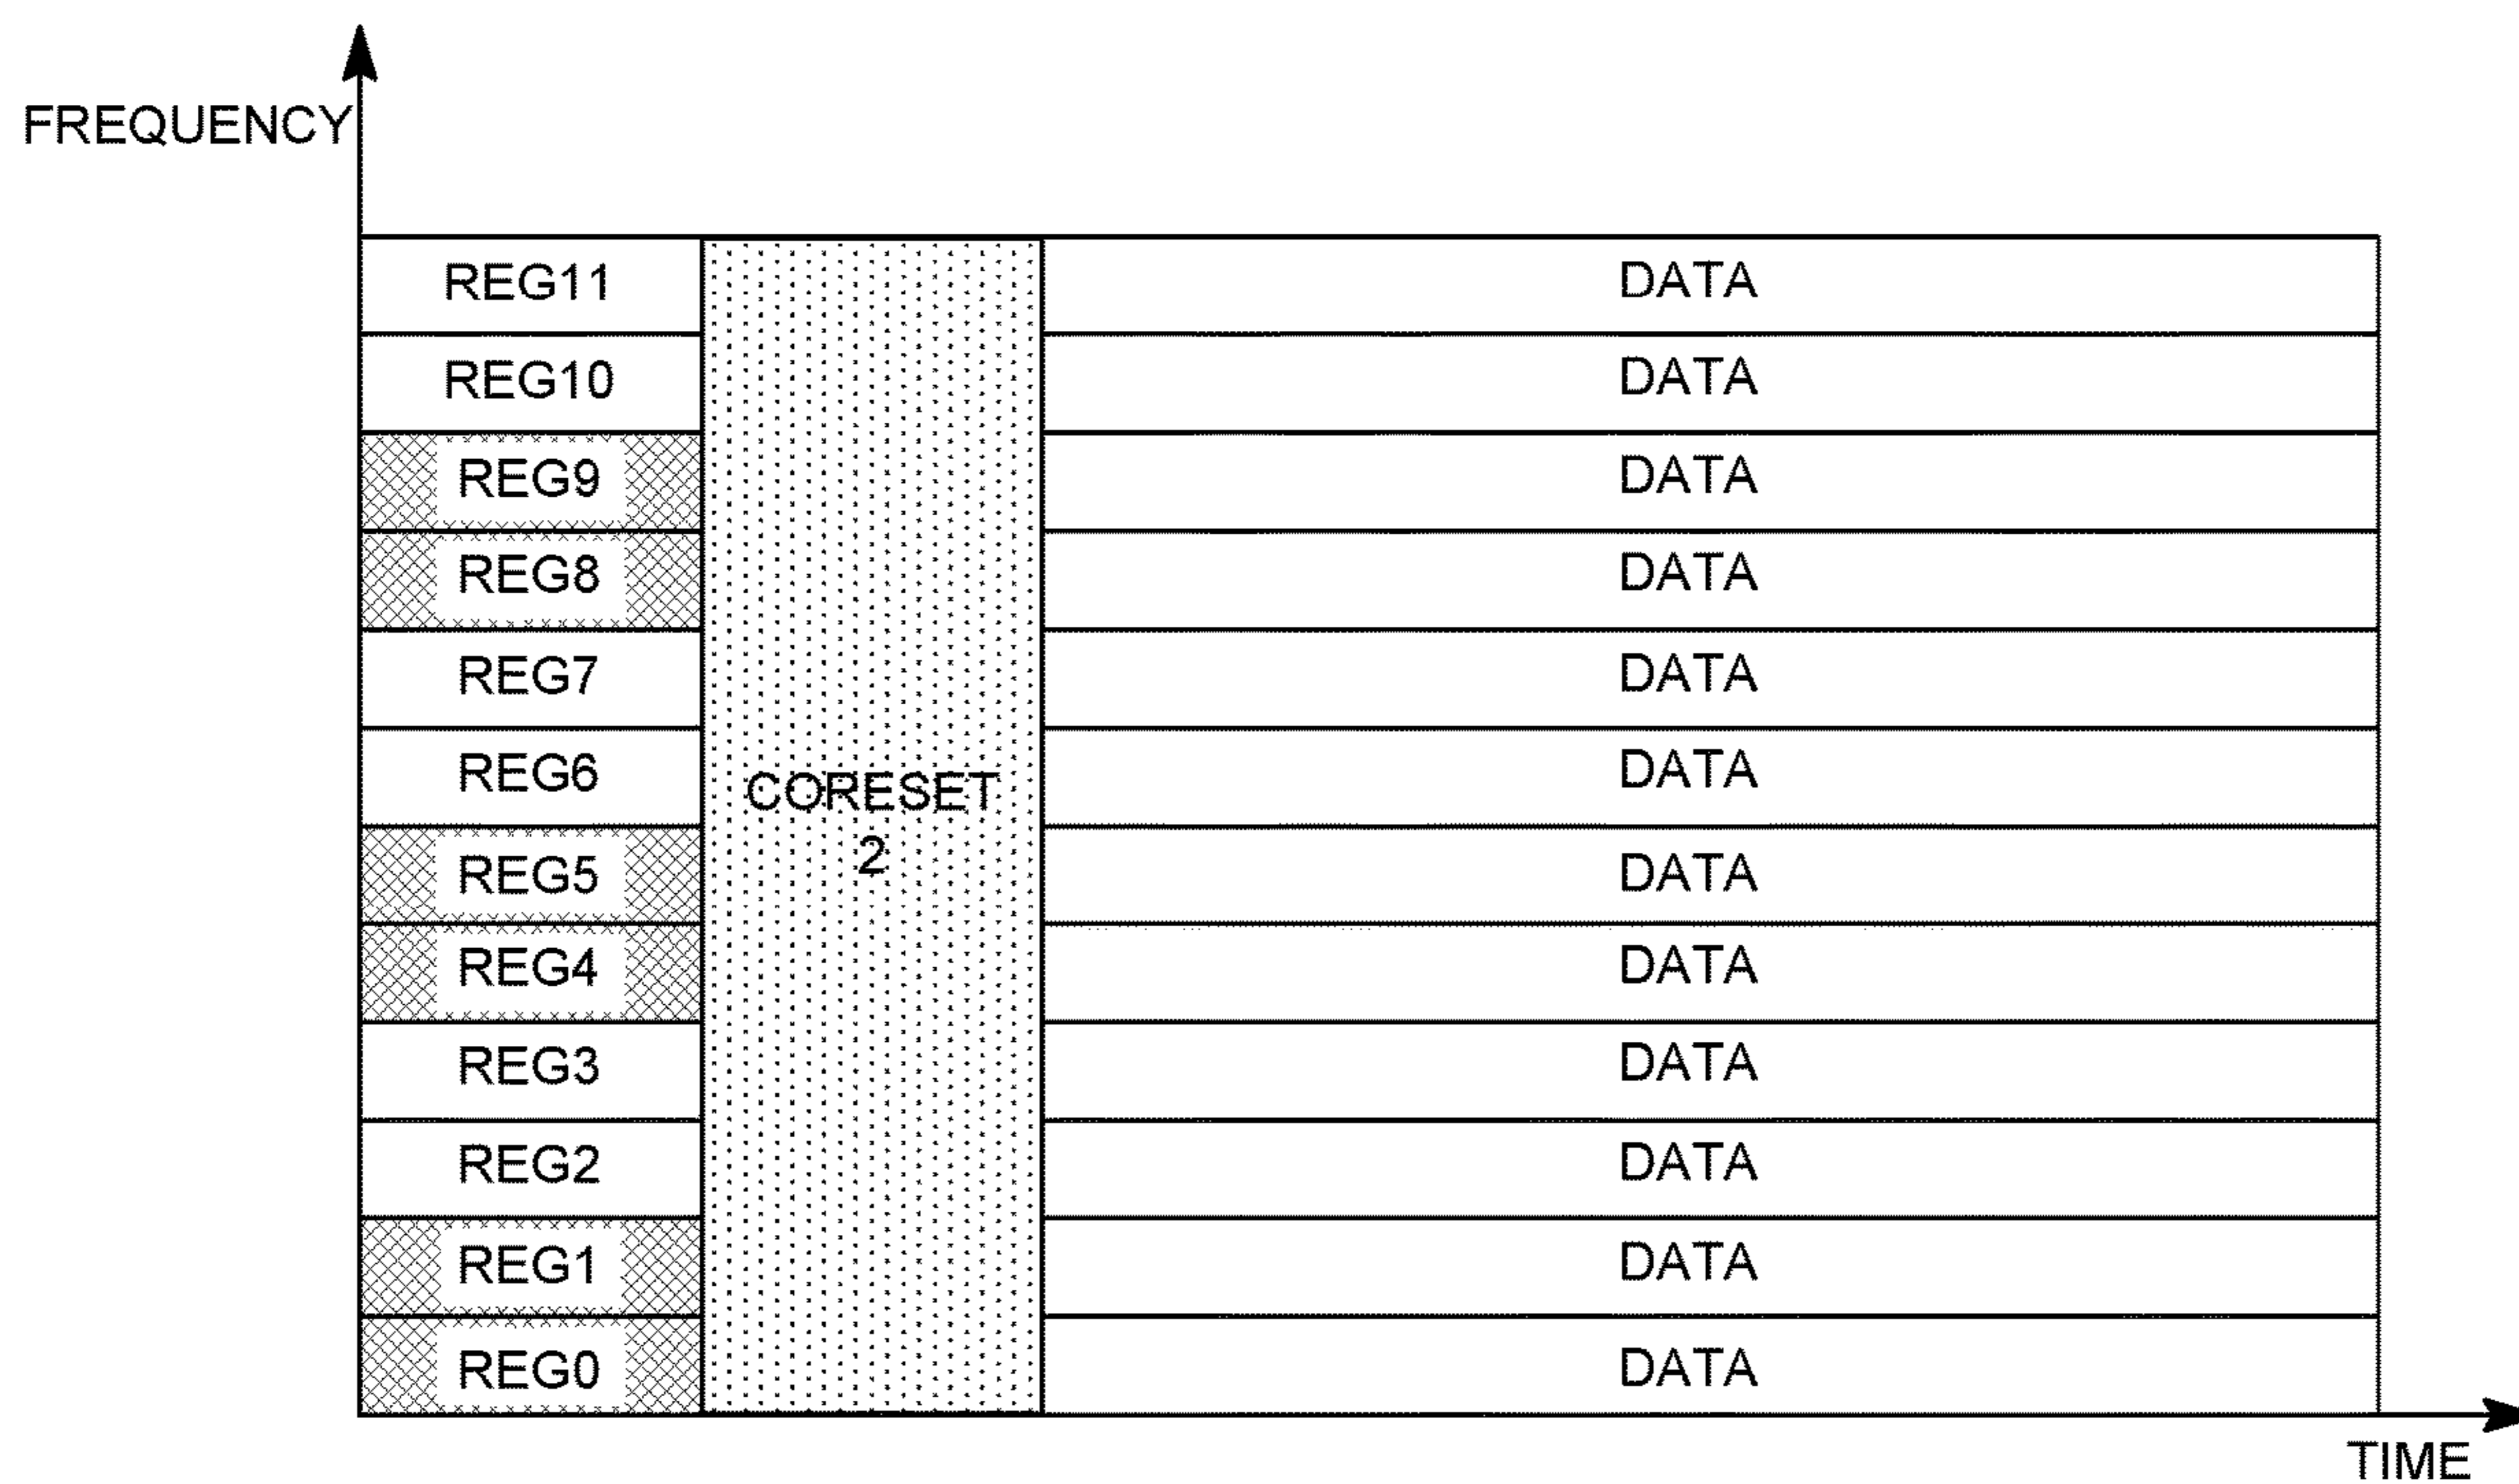 FREQUENCY
REG11 DATA
REG10 DATA
REG9 DATA
REG8 DATA
REG7 DATA
REG6 DATA
CORESET
2
REG5 DATA
REG4 DATA
REG3 DATA
REG2 DATA
REG1 DATA
REG0 DATA
TIME